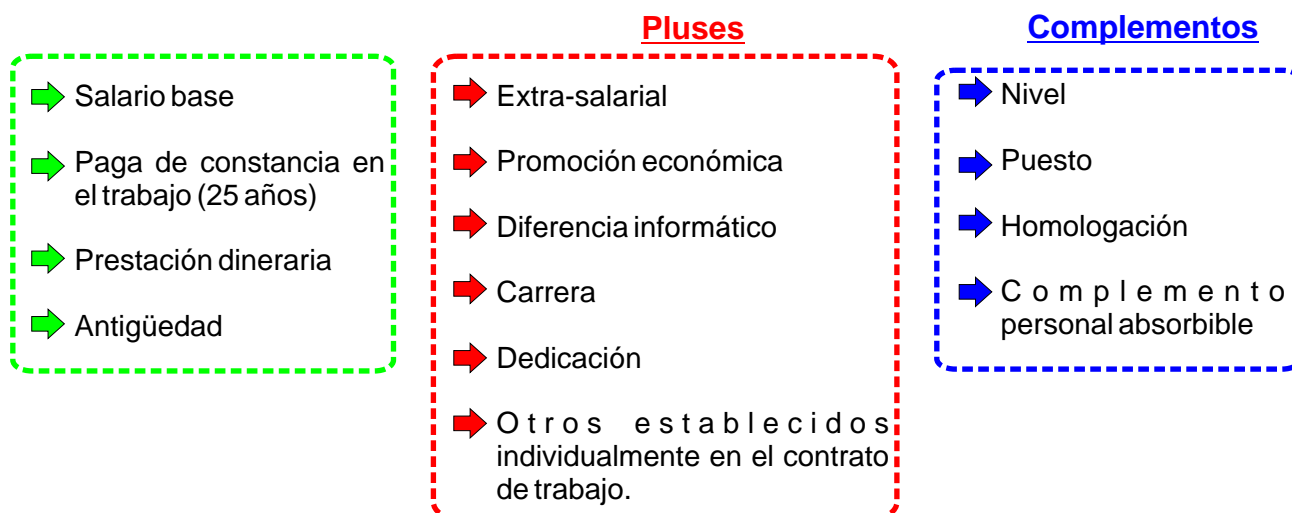 Salario base
Paga de constancia en
el trabajo (25 años)
Prestación dineraria
Antigüedad
Pluses
Extra-salarial
Promoción económica
Diferencia informático
Carrera
Dedicación
Otros establecidos
individualmente en el contrato
de trabajo.
Complementos
Nivel
Puesto
Homologación
Complemento
personal absorbible